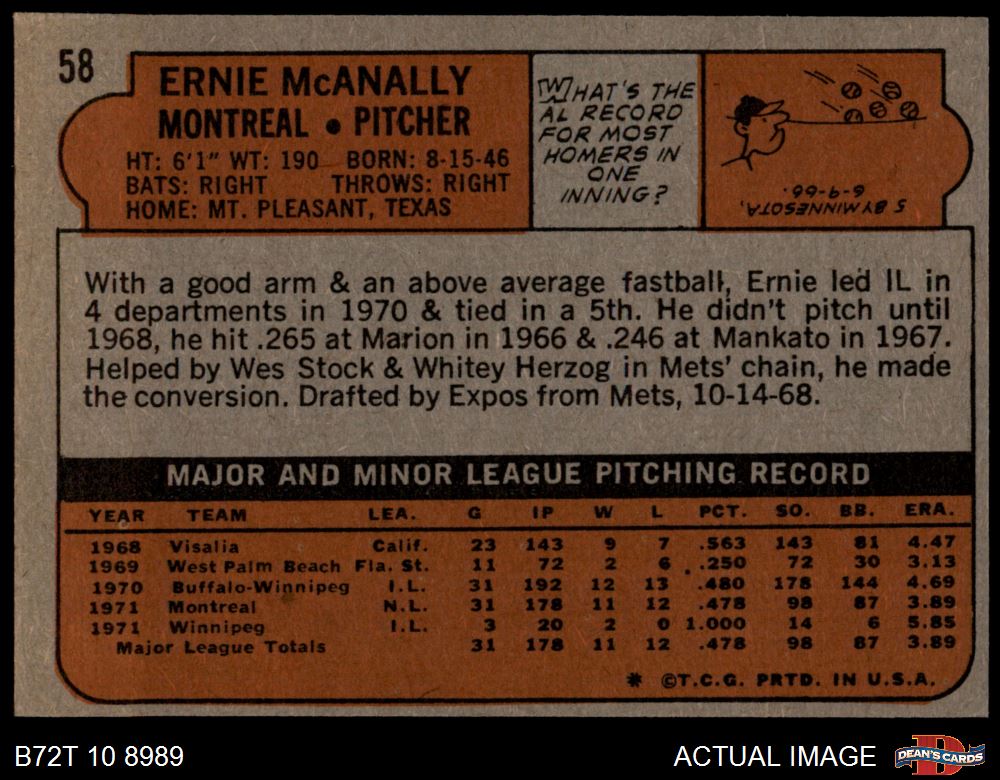 58
ERNIE McANALLY
MONTREAL • PITCHER
HT: 6'1" WT: 190 BORN: 8-15-46
BATS: RIGHT THROWS: RIGHT
HOME: MT. PLEASANT, TEXAS
WHAT'S THE
AL RECORD
FOR MOST
HOMERS IN
ONE
INNING?
5 BY MINNESOTA,
6-9-66.
With a good arm & an above average fastball, Ernie led IL in
4 departments in 1970 & tied in a 5th. He didn't pitch until
1968, he hit .265 at Marion in 1966 & .246 at Mankato in 1967.
Helped by Wes Stock & Whitey Herzog in Mets' chain, he made
the conversion. Drafted by Expos from Mets, 10-14-68.
MAJOR AND MINOR LEAGUE PITCHING RECORD
YEAR TEAM LEA. G IP W L PCT. SO. BB. ERA.
1968 Visalia Calif. 23 143 9 7 .563 143 81 4.47
1969 West Palm Beach Fla. St. 11 72 2 6 .250 72 30 3.13
1970 Buffalo-Winnipeg I.L. 31 192 12 13 .480 178 144 4.69
1971 Montreal N.L. 31 178 11 12 .478 98 87 3.89
1971 Winnipeg I.L. 3 20 2 0 1.000 14 6 5.85
Major League Totals 31 178 11 12 .478 98 87 3.89
* ©T.C.G. PRTD. IN U.S.A.
B72T 10 8989
ACTUAL IMAGE
D
DEAN'S CARDS